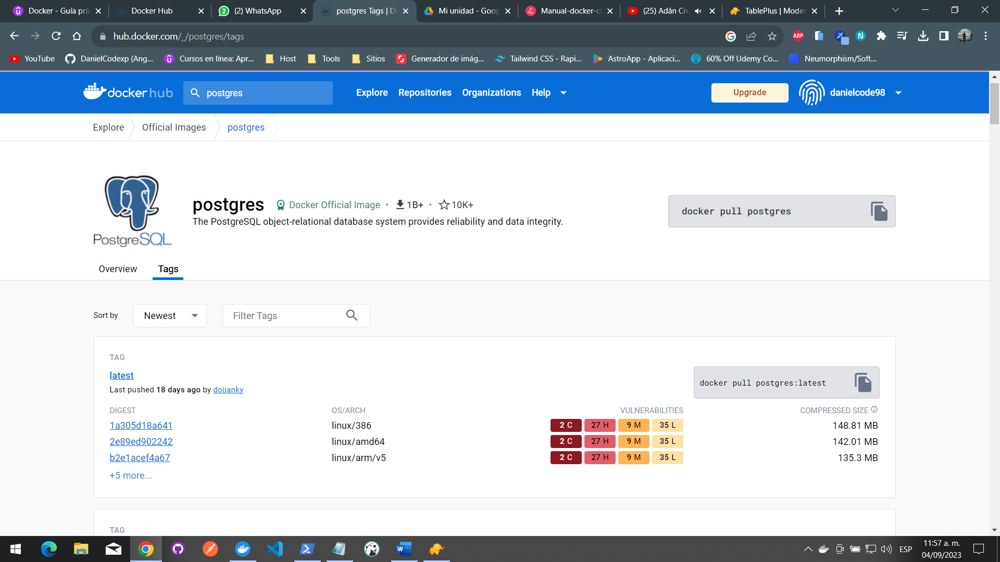 Docker - Guía prá
Docker Hub
(2) WhatsApp
postgres Tags | Do
Mi unidad - Goog
Manual-docker-cl
(25) Adán Cru
TablePlus | Moder
hub.docker.com/_/postgres/tags
ABP
N
YouTube
DanielCodexp (Ang...
Cursos en línea: Apr...
Host
Tools
Sitios
Generador de imág...
Tailwind CSS - Rapi...
AstroApp - Aplicaci...
60% Off Udemy Co...
Neumorphism/Soft...
docker hub
postgres
Explore
Repositories
Organizations
Help
Upgrade
danielcode98
Explore
Official Images
postgres
PostgreSQL
postgres
Docker Official Image
•
1B+
•
10K+
The PostgreSQL object-relational database system provides reliability and data integrity.
docker pull postgres
Overview
Tags
Sort by
Newest
Filter Tags
TAG
latest
Last pushed 18 days ago by doijanky
docker pull postgres:latest
DIGEST OS/ARCH VULNERABILITIES COMPRESSED SIZE
1a305d18a641 linux/386 2 C 27 H 9 M 35 L 148.81 MB
2e89ed902242 linux/amd64 2 C 27 H 9 M 35 L 142.01 MB
b2e1acef4a67 linux/arm/v5 2 C 27 H 9 M 35 L 135.3 MB
+5 more...
TAG
ESP
11:57 a. m.
04/09/2023